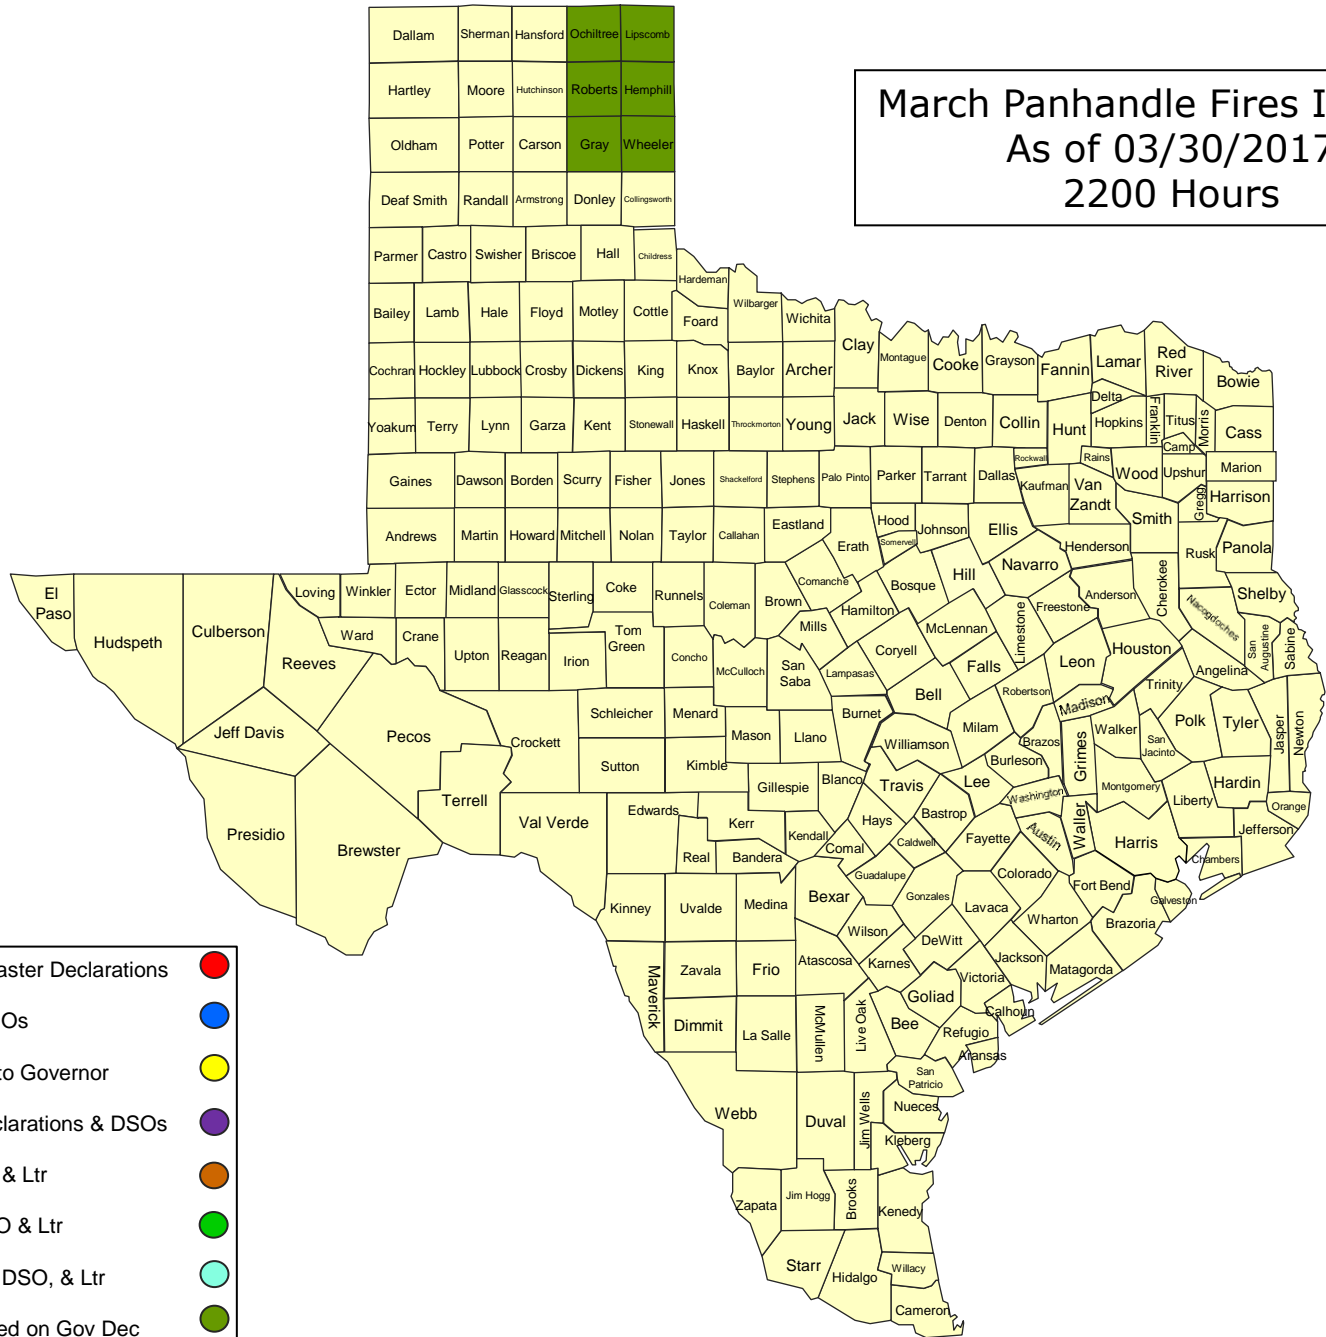 Dallam
Sherman
Hansford
Ochiltree
Lipscomb
March Panhandle Fires I
As of 03/30/2017
2200 Hours
Hartley
Moore
Hutchinson
Roberts
Hemphill
Oldham
Potter
Carson
Gray
Wheeler
Deaf Smith
Randall
Armstrong
Donley
Collingsworth
Parmer
Castro
Swisher
Briscoe
Hall
Childress
Hardeman
Bailey
Lamb
Hale
Floyd
Motley
Cottle
Foard
Wilbarger
Wichita
Clay
Montague
Cooke
Grayson
Fannin
Lamar
Red
River
Bowie
Cochran
Hockley
Lubbock
Crosby
Dickens
King
Knox
Baylor
Archer
Delta
Yoakum
Terry
Lynn
Garza
Kent
Stonewall
Haskell
Throckmorton
Young
Jack
Wise
Denton
Collin
Hunt
Hopkins
Franklin
Titus
Morris
Cass
Camp
Gaines
Dawson
Borden
Scurry
Fisher
Jones
Shackelford
Stephens
Palo Pinto
Parker
Tarrant
Dallas
Rockwall
Kaufman
Rains
Van
Zandt
Wood
Upshur
Marion
Gregg
Harrison
Andrews
Martin
Howard
Mitchell
Nolan
Taylor
Callahan
Eastland
Erath
Hood
Somervell
Johnson
Ellis
Henderson
Smith
Rusk
Panola
El
Paso
Hudspeth
Culberson
Loving
Winkler
Ector
Midland
Glasscock
Sterling
Coke
Runnels
Coleman
Brown
Comanche
Hamilton
Bosque
Hill
Navarro
Freestone
Anderson
Cherokee
Nacogdoches
Shelby
Reeves
Ward
Crane
Upton
Reagan
Irion
Tom
Green
Concho
McCulloch
San
Saba
Mills
Lampasas
Coryell
McLennan
Limestone
Falls
Leon
Houston
Angelina
San
Augustine
Sabine
Jeff Davis
Pecos
Crockett
Schleicher
Menard
Mason
Llano
Burnet
Bell
Milam
Robertson
Madison
Trinity
Walker
San
Jacinto
Polk
Tyler
Jasper
Newton
Sutton
Kimble
Gillespie
Blanco
Williamson
Travis
Lee
Burleson
Brazos
Grimes
Washington
Montgomery
Liberty
Hardin
Orange
Presidio
Brewster
Terrell
Val Verde
Edwards
Kerr
Real
Bandera
Kendall
Comal
Hays
Caldwell
Bastrop
Fayette
Austin
Waller
Harris
Jefferson
Chambers
Kinney
Uvalde
Medina
Bexar
Guadalupe
Gonzales
Lavaca
Colorado
Fort Bend
Galveston
Wharton
Brazoria
Wilson
DeWitt
Maverick
Zavala
Frio
Atascosa
Karnes
Victoria
Jackson
Matagorda
Goliad
Calhoun
Dimmit
La Salle
McMullen
Live Oak
Bee
Refugio
Aransas
San
Patricio
Webb
Duval
Jim Wells
Nueces
Kleberg
Zapata
Jim Hogg
Brooks
Kenedy
Starr
Hidalgo
Willacy
Cameron
aster Declarations
Os
to Governor
clarations & DSOs
& Ltr
O & Ltr
DSO, & Ltr
ed on Gov Dec